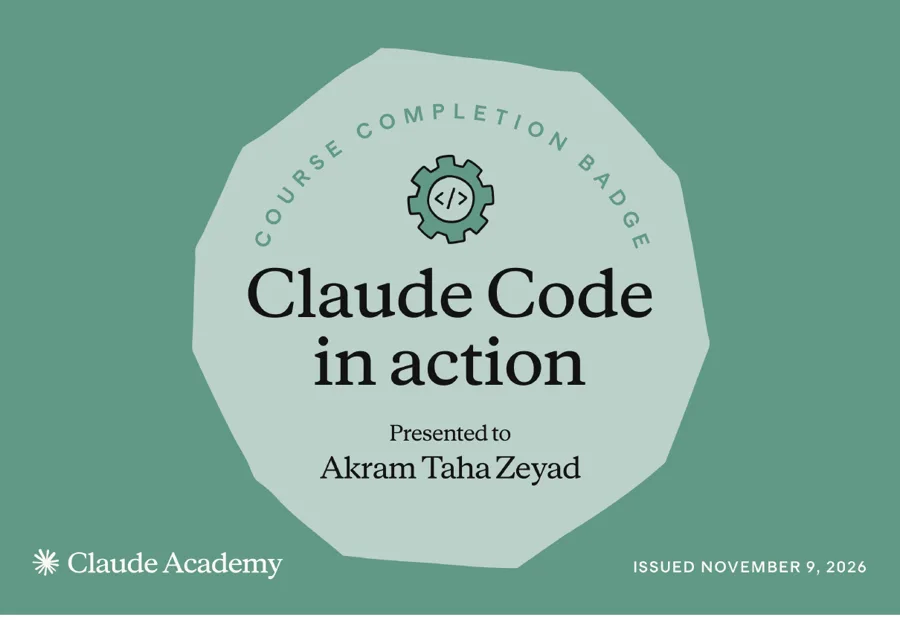 COURSE COMPLETION BADGE
</>
Claude Code
in action
Presented to
Akram Taha Zeyad
Claude Academy
ISSUED NOVEMBER 9, 2026